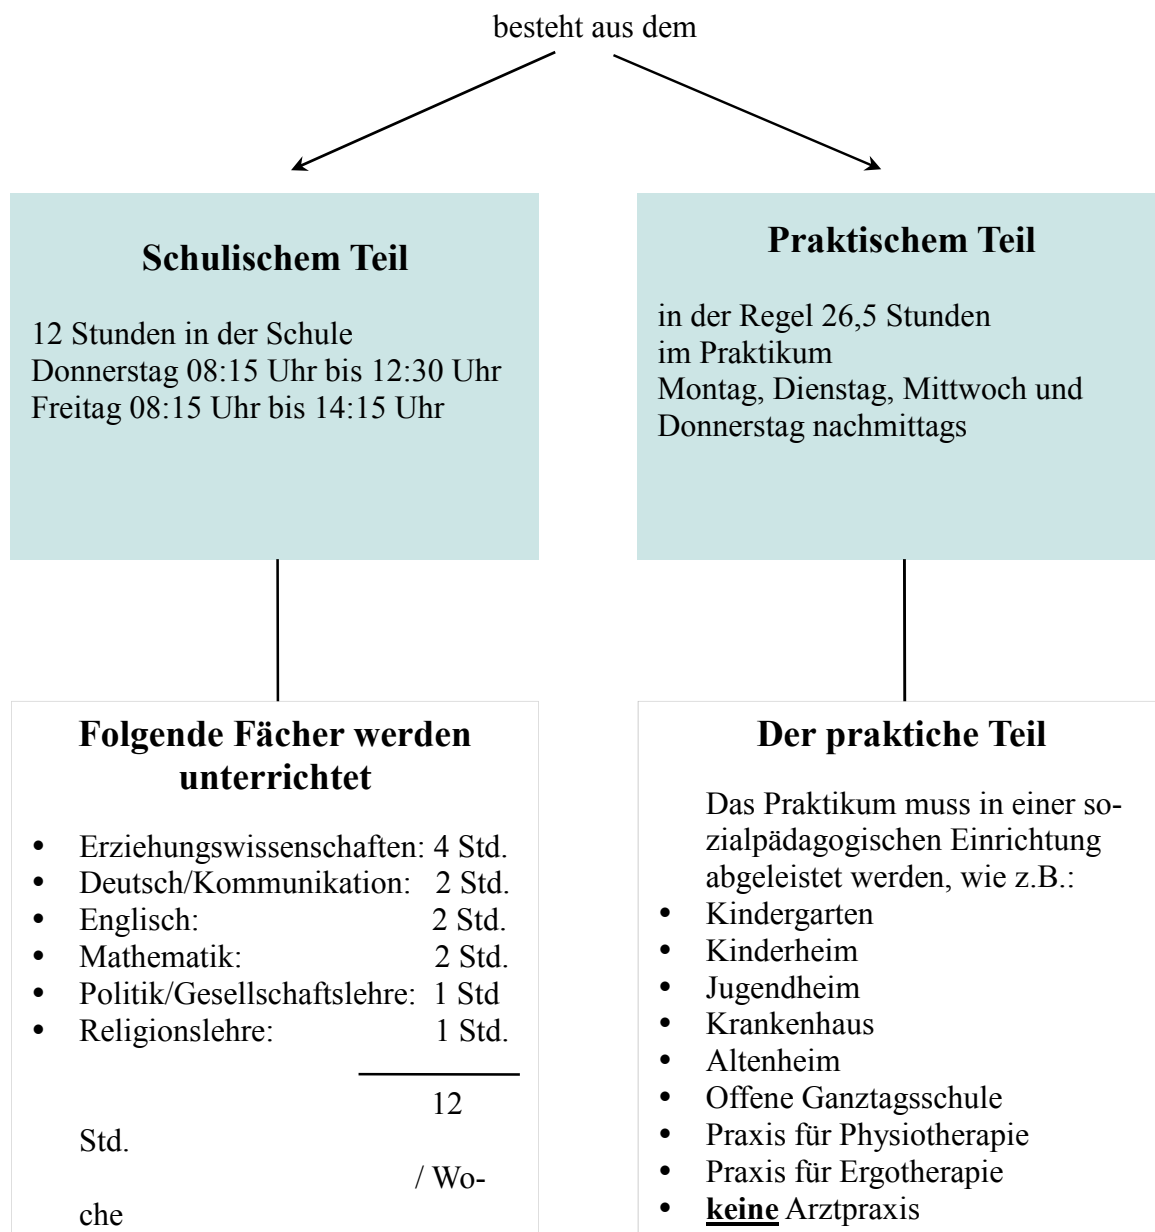 besteht aus dem
Schulischem Teil
12 Stunden in der Schule
Donnerstag 08:15 Uhr bis 12:30 Uhr
Freitag 08:15 Uhr bis 14:15 Uhr
Praktischem Teil
in der Regel 26,5 Stunden
im Praktikum
Montag, Dienstag, Mittwoch und
Donnerstag nachmittags
Folgende Fächer werden
unterrichtet
• Erziehungswissenschaften: 4 Std.
• Deutsch/Kommunikation: 2 Std.
• Englisch: 2 Std.
• Mathematik: 2 Std.
• Politik/Gesellschaftslehre: 1 Std
• Religionslehre: 1 Std.
12
Std.
/ Wo-
che
Der praktiche Teil
Das Praktikum muss in einer so-
zialpädagogischen Einrichtung
abgeleistet werden, wie z.B.:
• Kindergarten
• Kinderheim
• Jugendheim
• Krankenhaus
• Altenheim
• Offene Ganztagsschule
• Praxis für Physiotherapie
• Praxis für Ergotherapie
• keine Arztpraxis